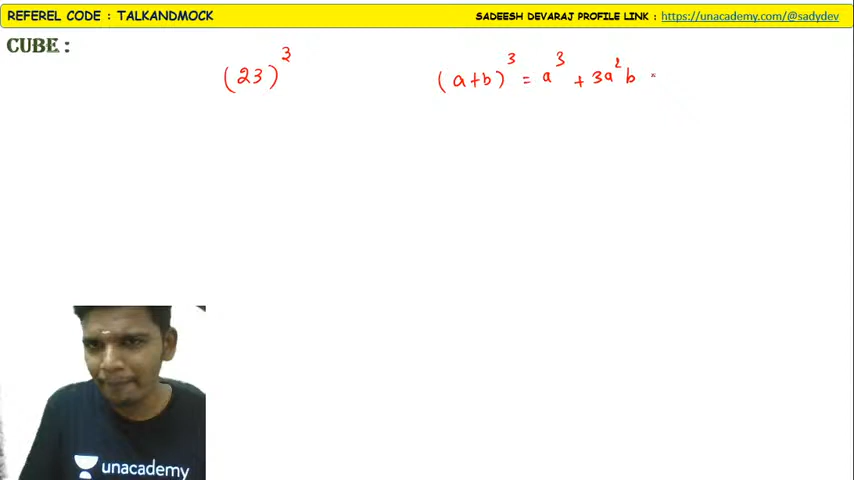 REFEREL CODE : TALKANDMOCK
SADEESH DEVARAJ PROFILE LINK : https://unacademy.com/@sadydev
CUBE :
(23)³ (a+b)³ = a³ + 3a²b
unacademy